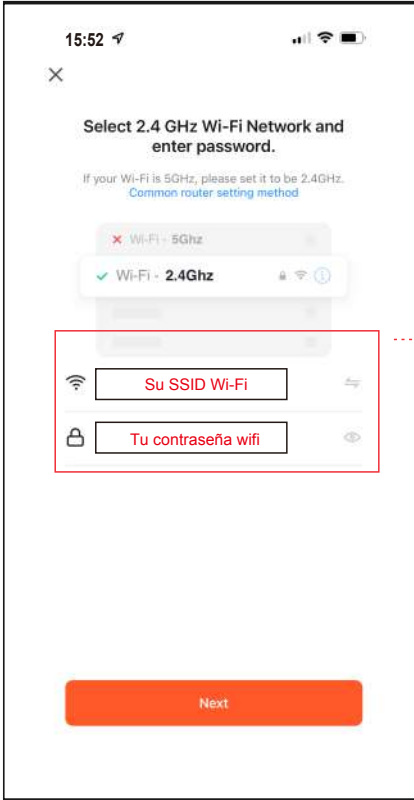 15:52
Select 2.4 GHz Wi-Fi Network and
enter password.
If your Wi-Fi is 5GHz, please set it to be 2.4GHz.
Common router setting method
Wi-Fi - 5Ghz
Wi-Fi - 2.4Ghz
Su SSID Wi-Fi
Tu contraseña wifi
Next